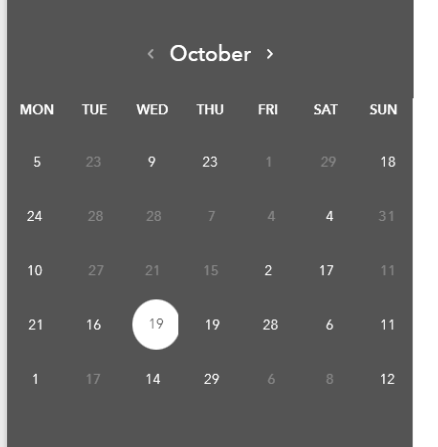 ‹ October ›
MON TUE WED THU FRI SAT SUN
5 23 9 23 1 29 18
24 28 28 7 4 4 31
10 27 21 15 2 17 11
21 16 19 19 28 6 11
1 17 14 29 6 8 12